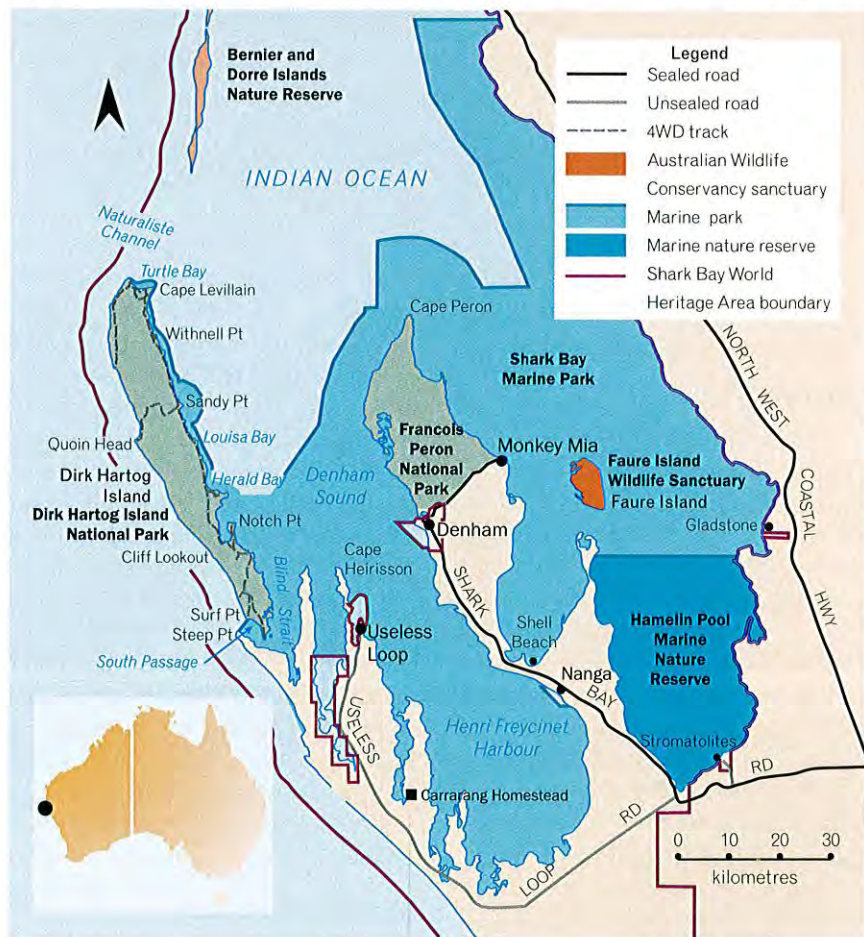 Bernier and
Dorre Islands
Nature Reserve
Legend
Sealed road
Unsealed road
4WD track
Australian Wildlife
Conservancy sanctuary
Marine park
Marine nature reserve
Shark Bay World
Heritage Area boundary
INDIAN OCEAN
Naturaliste
Channel
Turtle Bay
Cape Levillain
Withnell Pt
Sandy Pt
Louisa Bay
Quoin Head
Herald Bay
Dirk Hartog
Island
Dirk Hartog Island
National Park
Notch Pt
Cliff Lookout
Blind Strait
Surf Pt
Steep Pt
South Passage
Cape Peron
Shark Bay
Marine Park
Francois
Peron
National
Park
Monkey Mia
Denham
Sound
Denham
Faure Island
Wildlife Sanctuary
Faure Island
Gladstone
NORTH WEST COASTAL HWY
Cape
Heirisson
Useless
Loop
SHARK BAY RD
Shell
Beach
Nanga
Hamelin Pool
Marine
Nature
Reserve
Stromatolites
Henri Freycinet
Harbour
Carrarang Homestead
USELESS LOOP RD
0 10 20 30
kilometres